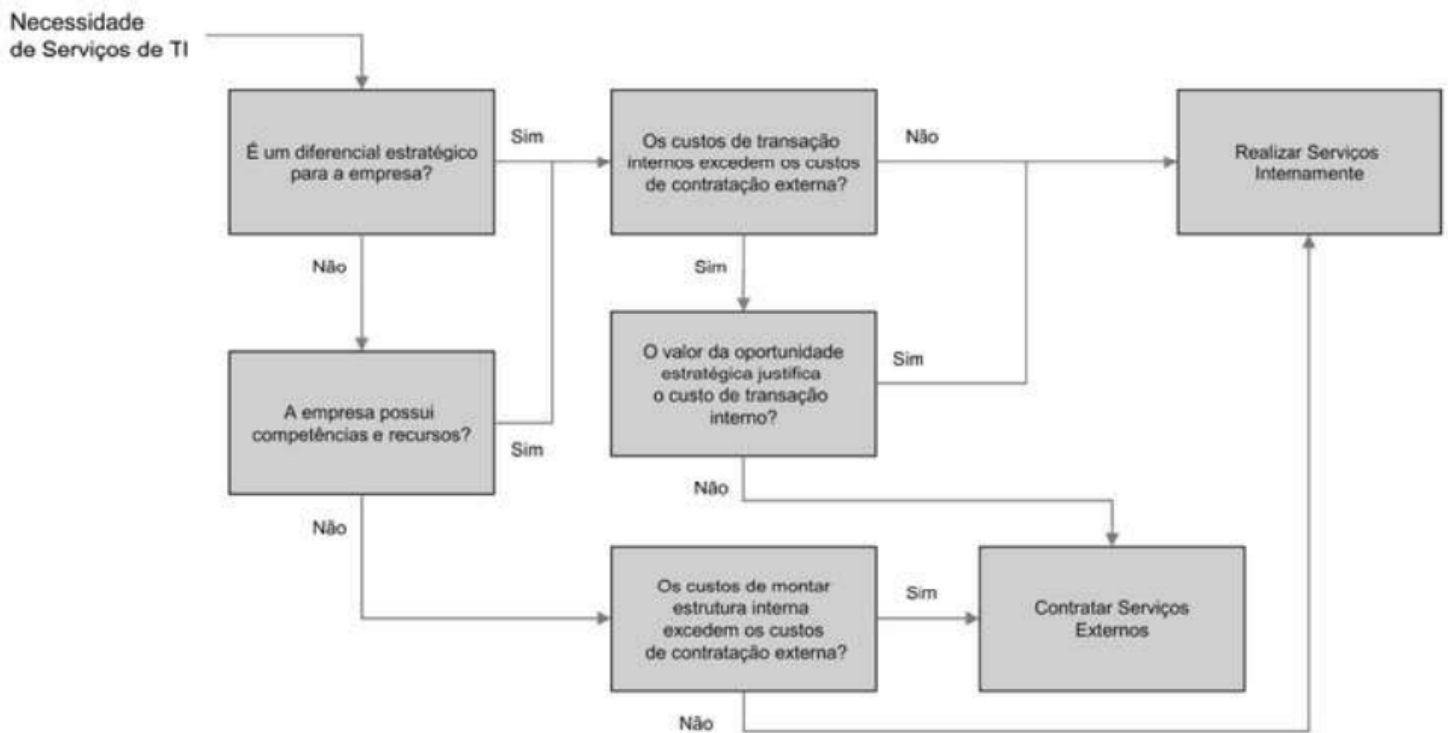 Necessidade
de Serviços de TI
É um diferencial estratégico
para a empresa?
Sim
Os custos de transação
internos excedem os custos
de contratação externa?
Não
Realizar Serviços
Internamente
Não
Sim
A empresa possui
competências e recursos?
Sim
O valor da oportunidade
estratégica justifica
o custo de transação
interno?
Sim
Não
Não
Os custos de montar
estrutura interna
excedem os custos
de contratação externa?
Sim
Contratar Serviços
Externos
Não